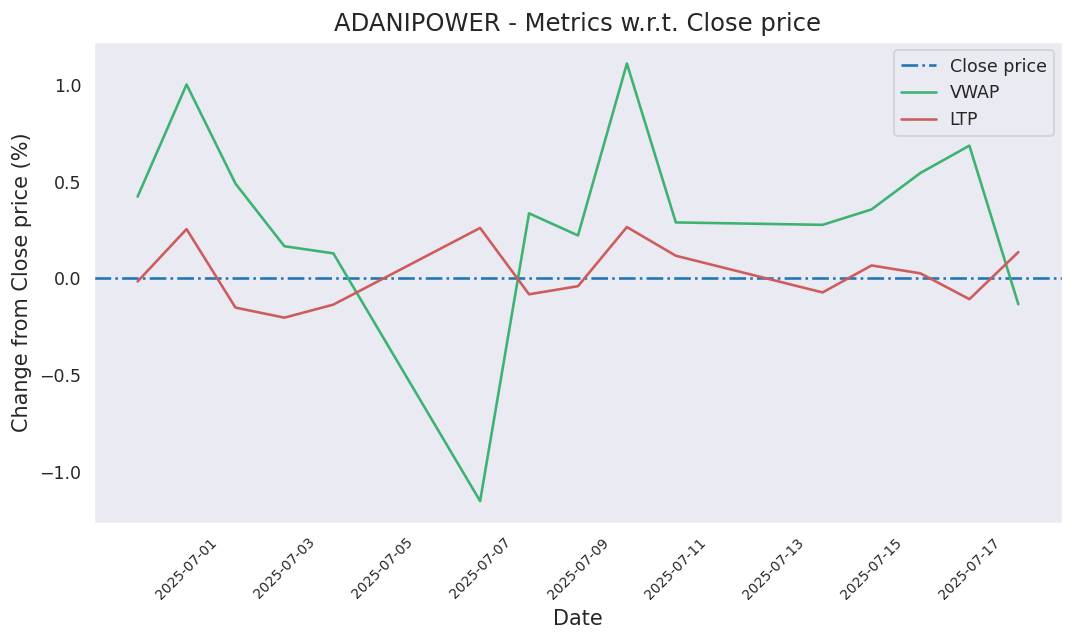 ADANIPOWER - Metrics w.r.t. Close price
Close price
VWAP
LTP
Change from Close price (%)
1.0
0.5
0.0
−0.5
−1.0
2025-07-01
2025-07-03
2025-07-05
2025-07-07
2025-07-09
2025-07-11
2025-07-13
2025-07-15
2025-07-17
Date